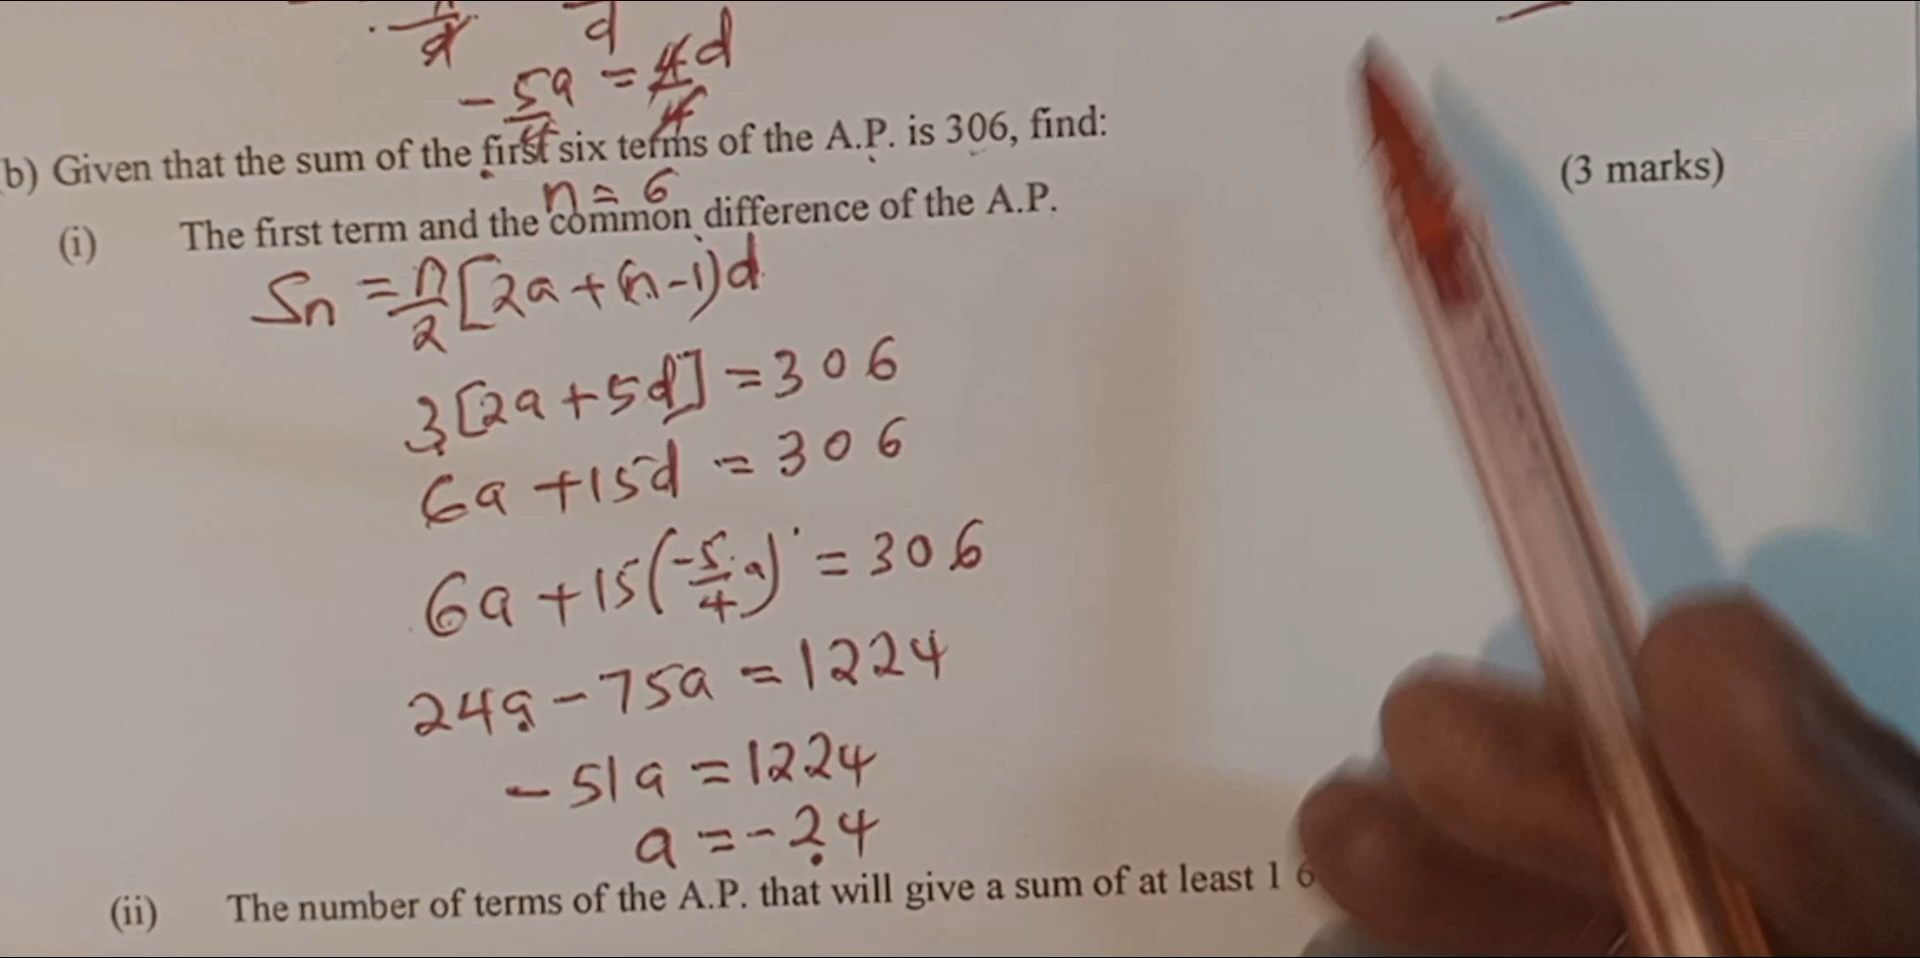 d
-5a = 4d
4 4
b) Given that the sum of the first six terms of the A.P. is 306, find:
(3 marks)
n = 6
(i) The first term and the common difference of the A.P.
Sn = n/2 [2a + (n-1)d
3[2a + 5d] = 306
6a + 15d = 306
6a + 15(-5/4 a) = 306
24a - 75a = 1224
- 51a = 1224
a = -24
(ii) The number of terms of the A.P. that will give a sum of at least 1 6